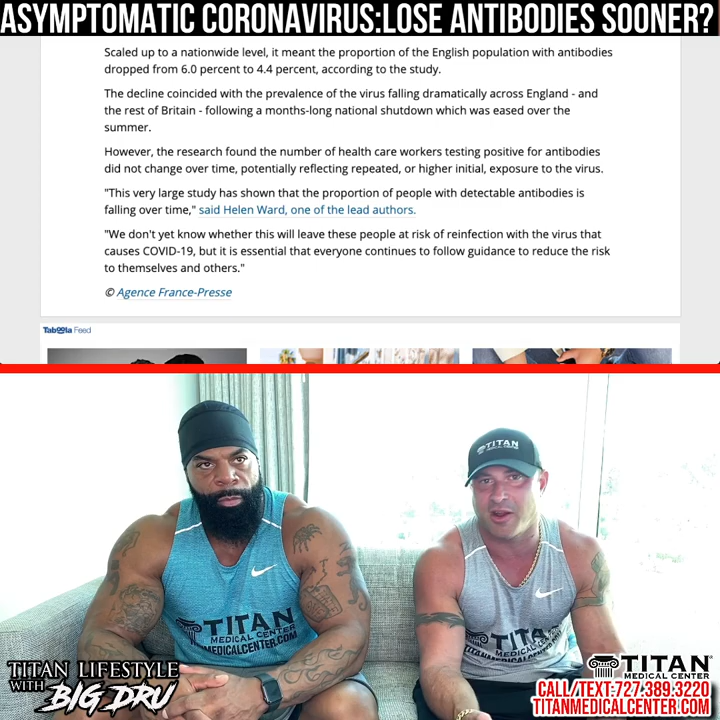 ASYMPTOMATIC CORONAVIRUS:LOSE ANTIBODIES SOONER?
Scaled up to a nationwide level, it meant the proportion of the English population with antibodies
dropped from 6.0 percent to 4.4 percent, according to the study.
The decline coincided with the prevalence of the virus falling dramatically across England - and
the rest of Britain - following a months-long national shutdown which was eased over the
summer.
However, the research found the number of health care workers testing positive for antibodies
did not change over time, potentially reflecting repeated, or higher initial, exposure to the virus.
"This very large study has shown that the proportion of people with detectable antibodies is
falling over time," said Helen Ward, one of the lead authors.
"We don't yet know whether this will leave these people at risk of reinfection with the virus that
causes COVID-19, but it is essential that everyone continues to follow guidance to reduce the risk
to themselves and others."
© Agence France-Presse
Taboola Feed
TITAN
MEDICAL CENTER
TITAN
MEDICAL CENTER
MEDICALCENTER.COM
TITAN
MEDICAL CENTER
TITANMEDICALCENTER.COM
TITAN LIFESTYLE
WITH BIG DRU
TITAN
MEDICAL CENTER
CALL/TEXT:727.389.3220
TITANMEDICALCENTER.COM